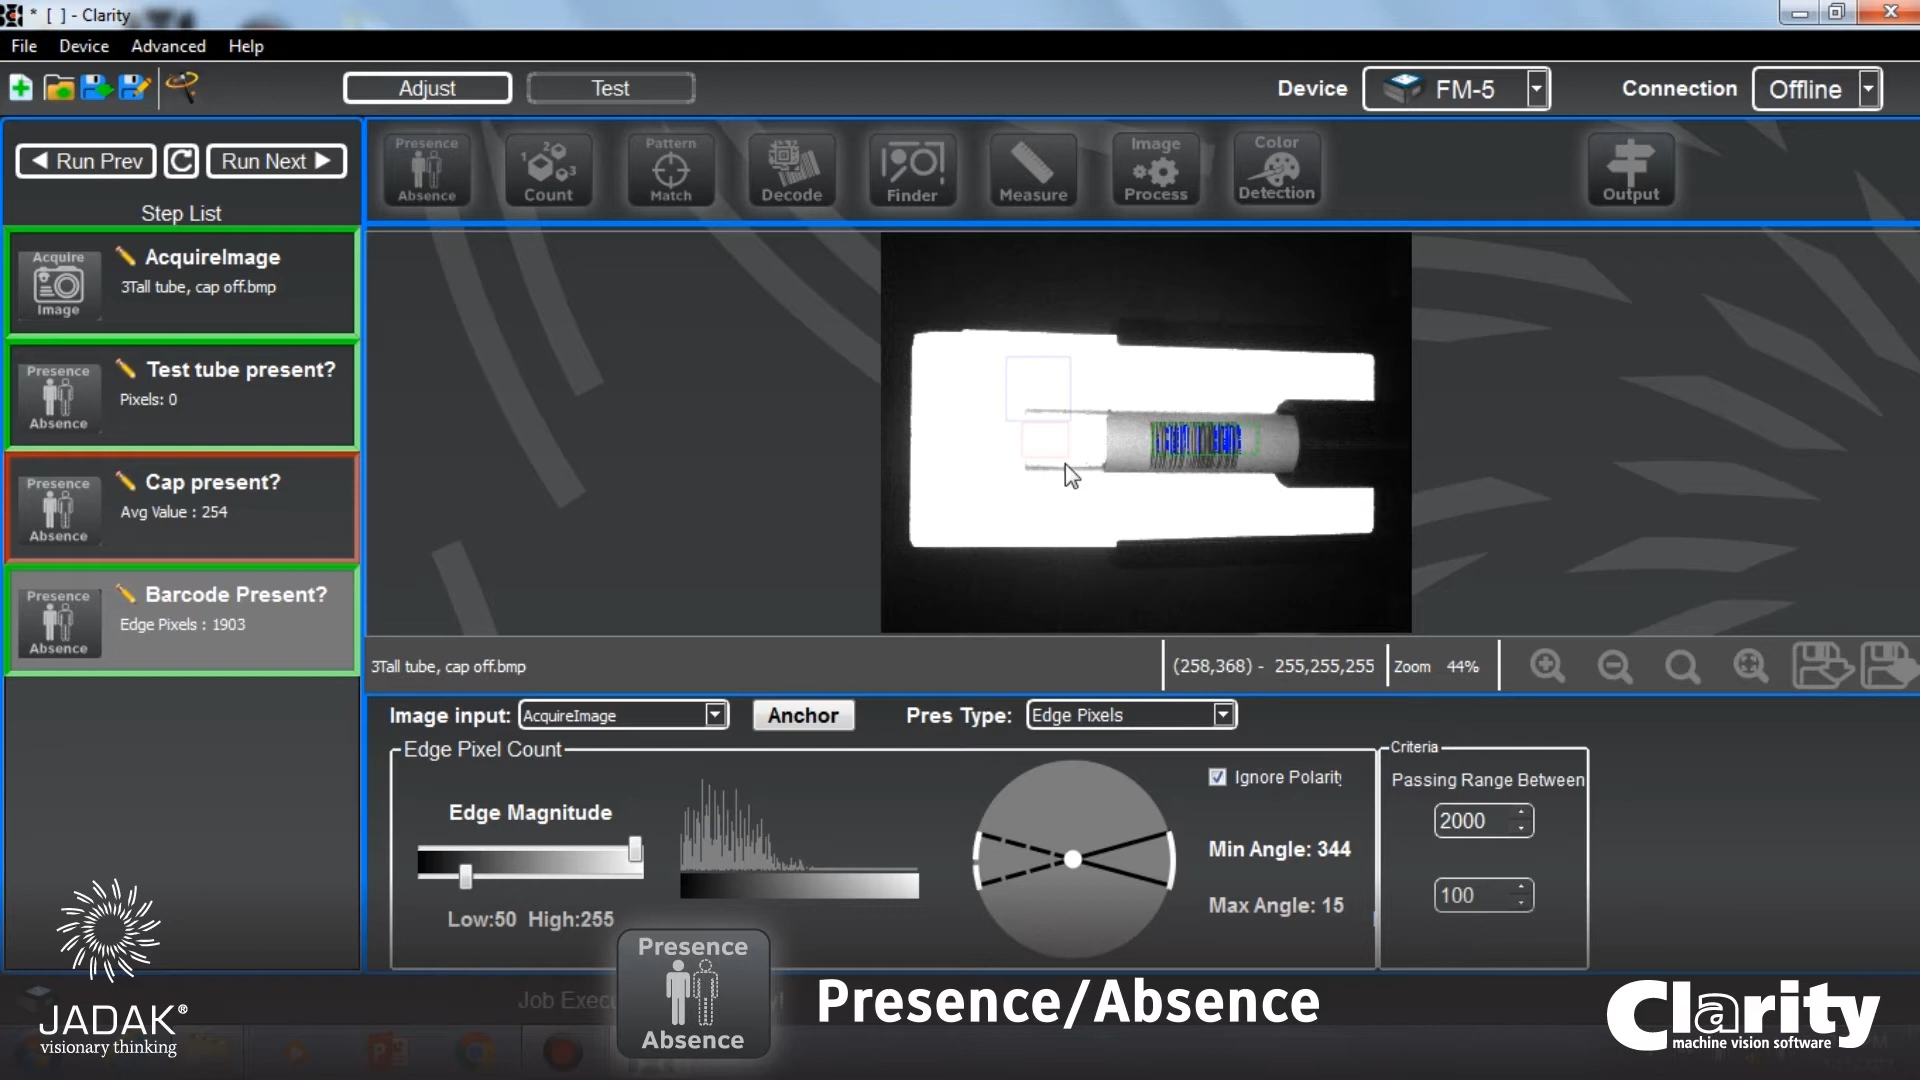 * [ ] - Clarity
File Device Advanced Help
Adjust Test Device FM-5 Connection Offline
Run Prev Run Next
Step List
Presence Absence
1 2 3 Count
Pattern Match
Decode
Finder
Measure
Image Process
Color Detection
Output
Acquire Image
AcquireImage
3Tall tube, cap off.bmp
Presence Absence
Test tube present?
Pixels: 0
Presence Absence
Cap present?
Avg Value : 254
Presence Absence
Barcode Present?
Edge Pixels : 1903
3Tall tube, cap off.bmp (258,368) - 255,255,255 Zoom 44%
Image input: AcquireImage Anchor Pres Type: Edge Pixels
Edge Pixel Count
Edge Magnitude
Low:50 High:255
Ignore Polarit
Min Angle: 344
Max Angle: 15
Criteria
Passing Range Between
2000
100
Job Execu
Presence
Absence
Presence/Absence
JADAK®
visionary thinking
Clarity
machine vision software